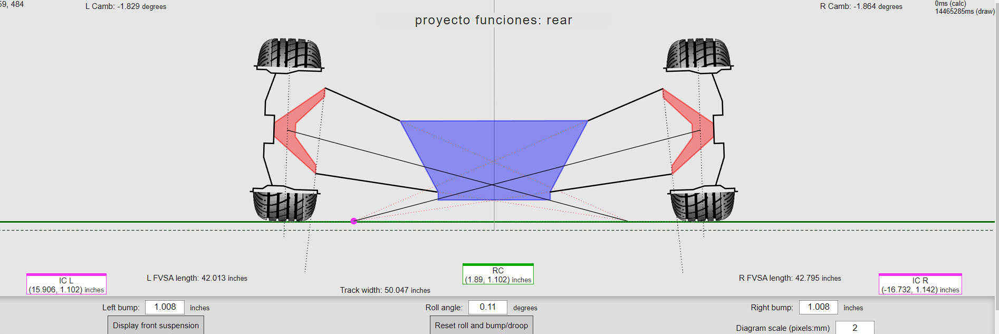 59, 484
L Camb: -1.829 degrees
R Camb: -1.864 degrees
0ms (calc)
14465285ms (draw)
proyecto funciones: rear
IC L
(15.906, 1.102) inches
L FVSA length: 42.013 inches
RC
(1.89, 1.102) inches
Track width: 50.047 inches
R FVSA length: 42.795 inches
IC R
(-16.732, 1.142) inches
Left bump: 1.008 inches
Roll angle: 0.11 degrees
Right bump: 1.008 inches
Display front suspension
Reset roll and bump/droop
Diagram scale (pixels:mm) 2